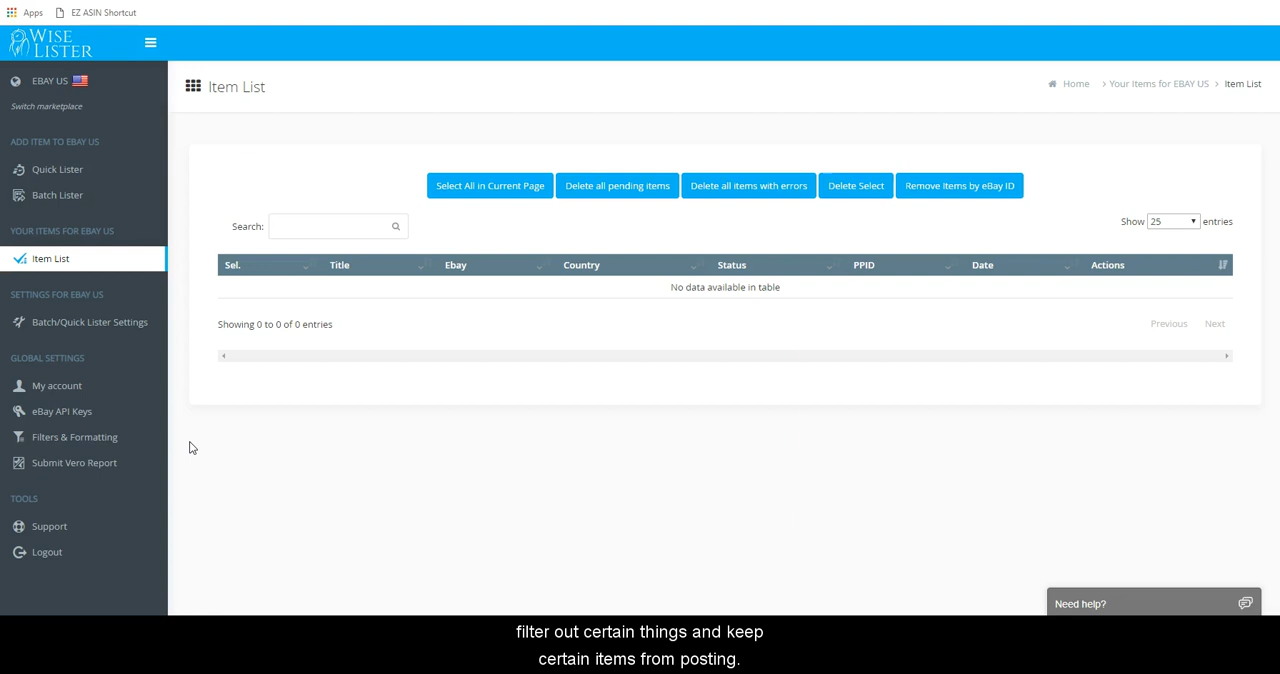 Apps
EZ ASIN Shortcut
WISE
LISTER
EBAY US
Switch marketplace
ADD ITEM TO EBAY US
Quick Lister
Batch Lister
YOUR ITEMS FOR EBAY US
Item List
SETTINGS FOR EBAY US
Batch/Quick Lister Settings
GLOBAL SETTINGS
My account
eBay API Keys
Filters & Formatting
Submit Vero Report
TOOLS
Support
Logout
Item List
Home > Your Items for EBAY US > Item List
Select All in Current Page Delete all pending items Delete all items with errors Delete Select Remove Items by eBay ID
Search:
Show 25 entries
Sel. Title Ebay Country Status PPID Date Actions
No data available in table
Showing 0 to 0 of 0 entries
Previous Next
Need help?
filter out certain things and keep
certain items from posting.